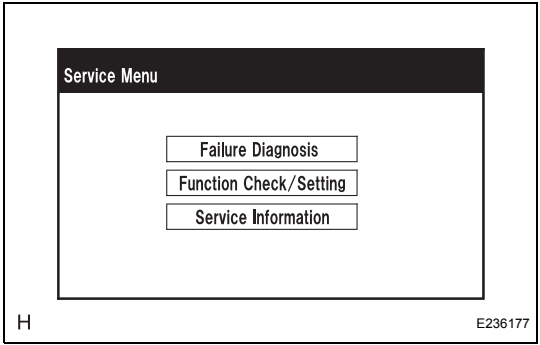 Service Menu
Failure Diagnosis
Function Check/Setting
Service Information
H
E236177